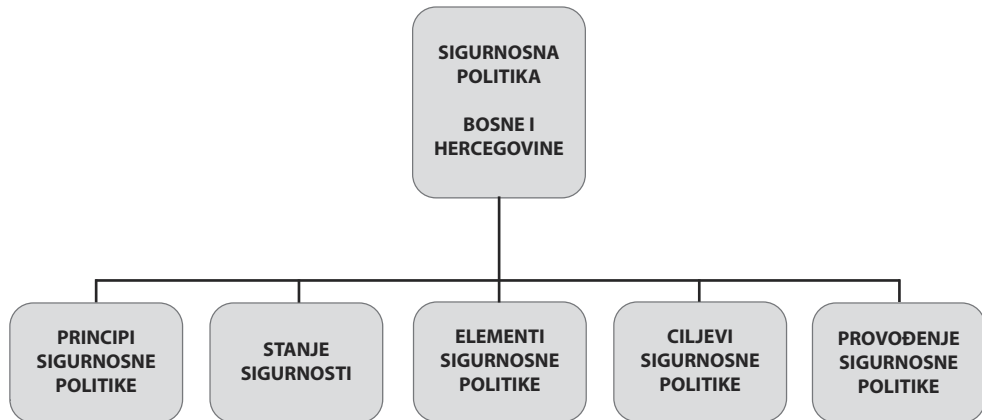 SIGURNOSNA
POLITIKA
BOSNE I
HERCEGOVINE
PRINCIPI
SIGURNOSNE
POLITIKE
STANJE
SIGURNOSTI
ELEMENTI
SIGURNOSNE
POLITIKE
CILJEVI
SIGURNOSNE
POLITIKE
PROVOĐENJE
SIGURNOSNE
POLITIKE